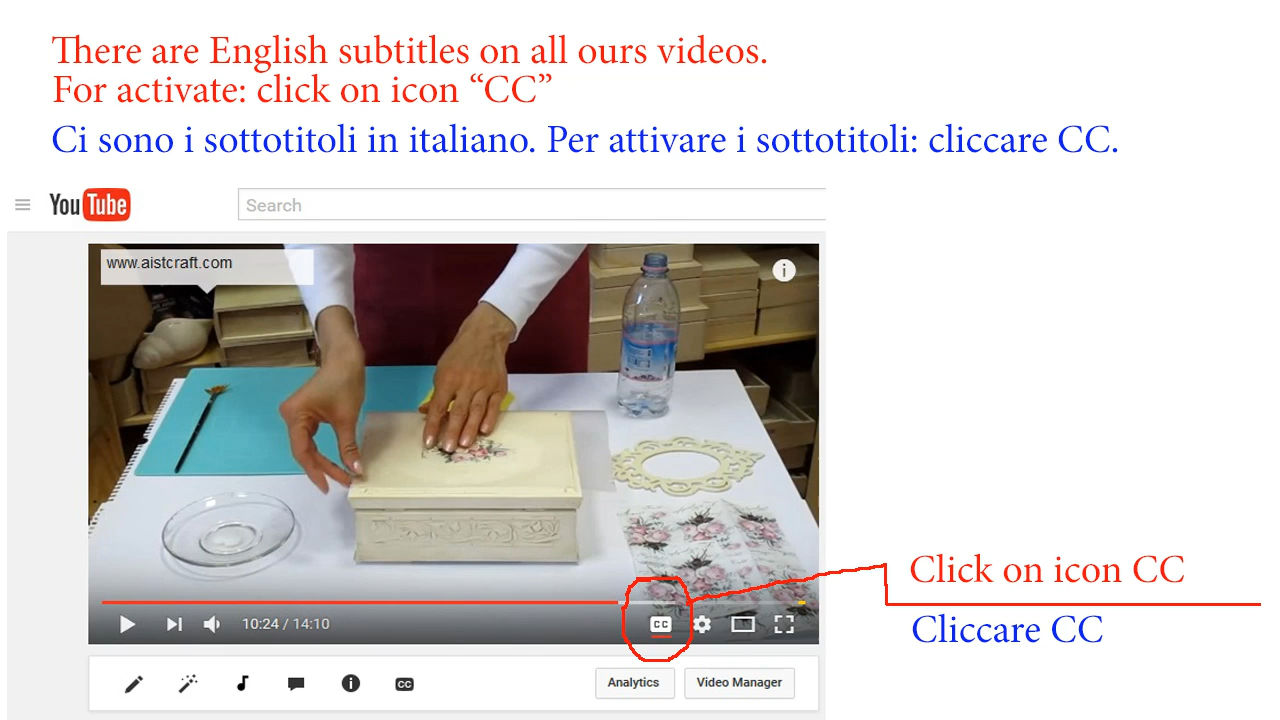 There are English subtitles on all ours videos.
For activate: click on icon “CC”
Ci sono i sottotitoli in italiano. Per attivare i sottotitoli: cliccare CC.
YouTube
Search
www.aistcraft.com
i
Click on icon CC
10:24 / 14:10
CC
Cliccare CC
i
CC
Analytics
Video Manager